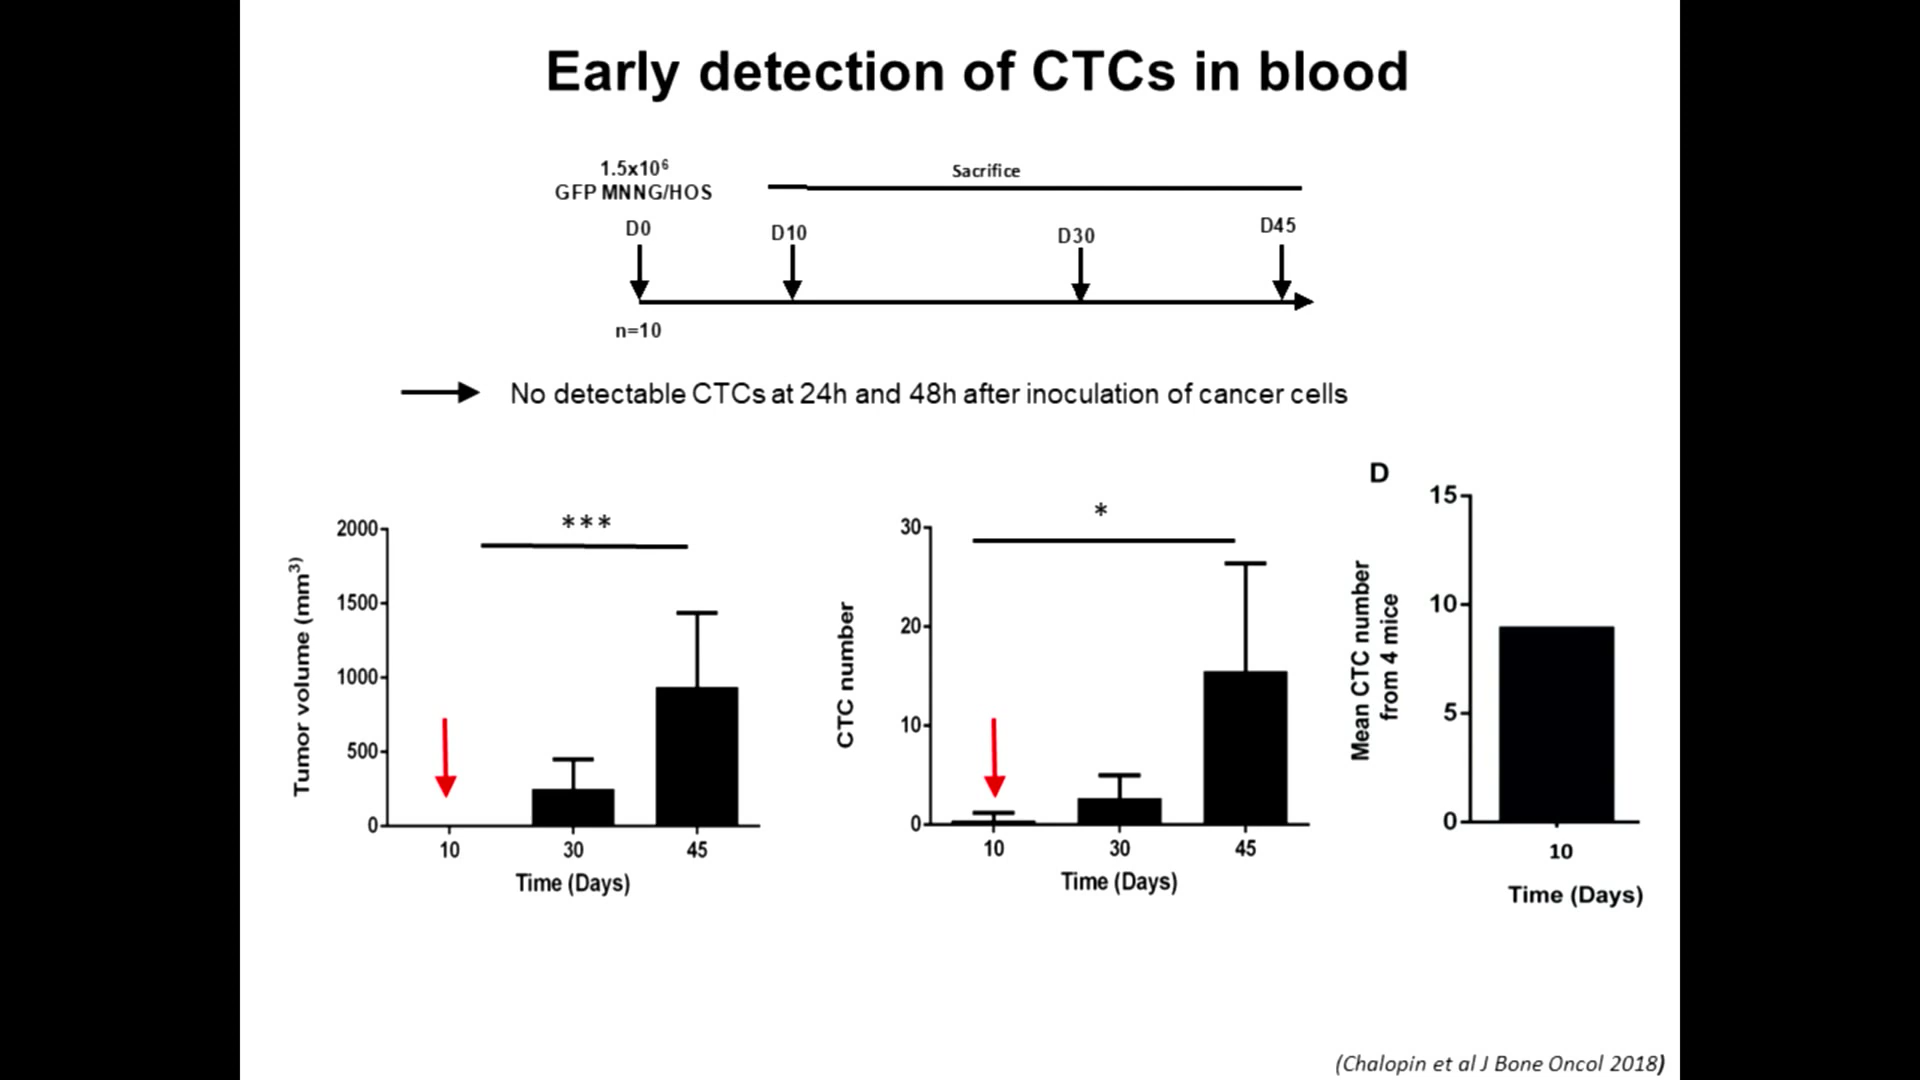 Early detection of CTCs in blood
1.5x10⁶
GFP MNNG/HOS
Sacrifice
D0
D10
D30
D45
n=10
No detectable CTCs at 24h and 48h after inoculation of cancer cells
***
2000
1500
1000
500
0
Tumor volume (mm³)
10 30 45
Time (Days)
*
30
20
10
0
CTC number
10 30 45
Time (Days)
D
15
10
5
0
Mean CTC number
from 4 mice
10
Time (Days)
(Chalopin et al J Bone Oncol 2018)